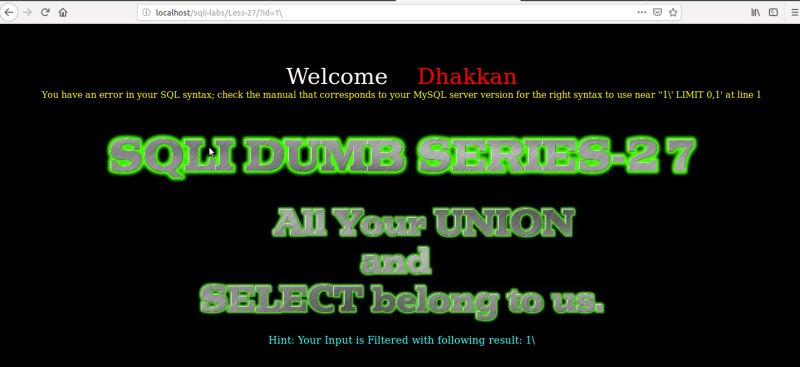 localhost/sqli-labs/Less-27/?id=1\
Welcome Dhakkan
You have an error in your SQL syntax; check the manual that corresponds to your MySQL server version for the right syntax to use near ''1\' LIMIT 0,1' at line 1
SQLI DUMB SERIES-27
All Your UNION
and
SELECT belong to us.
Hint: Your Input is Filtered with following result: 1\